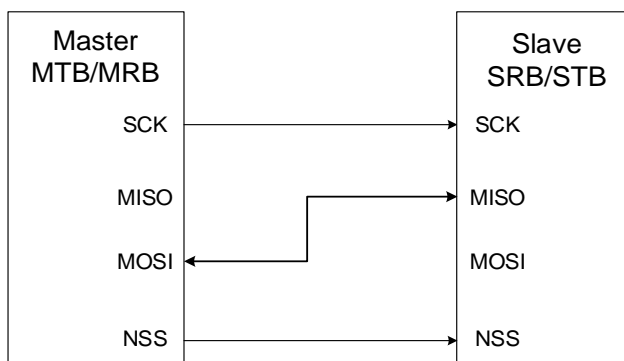 Master
MTB/MRB
Slave
SRB/STB
SCK
SCK
MISO
MISO
MOSI
MOSI
NSS
NSS